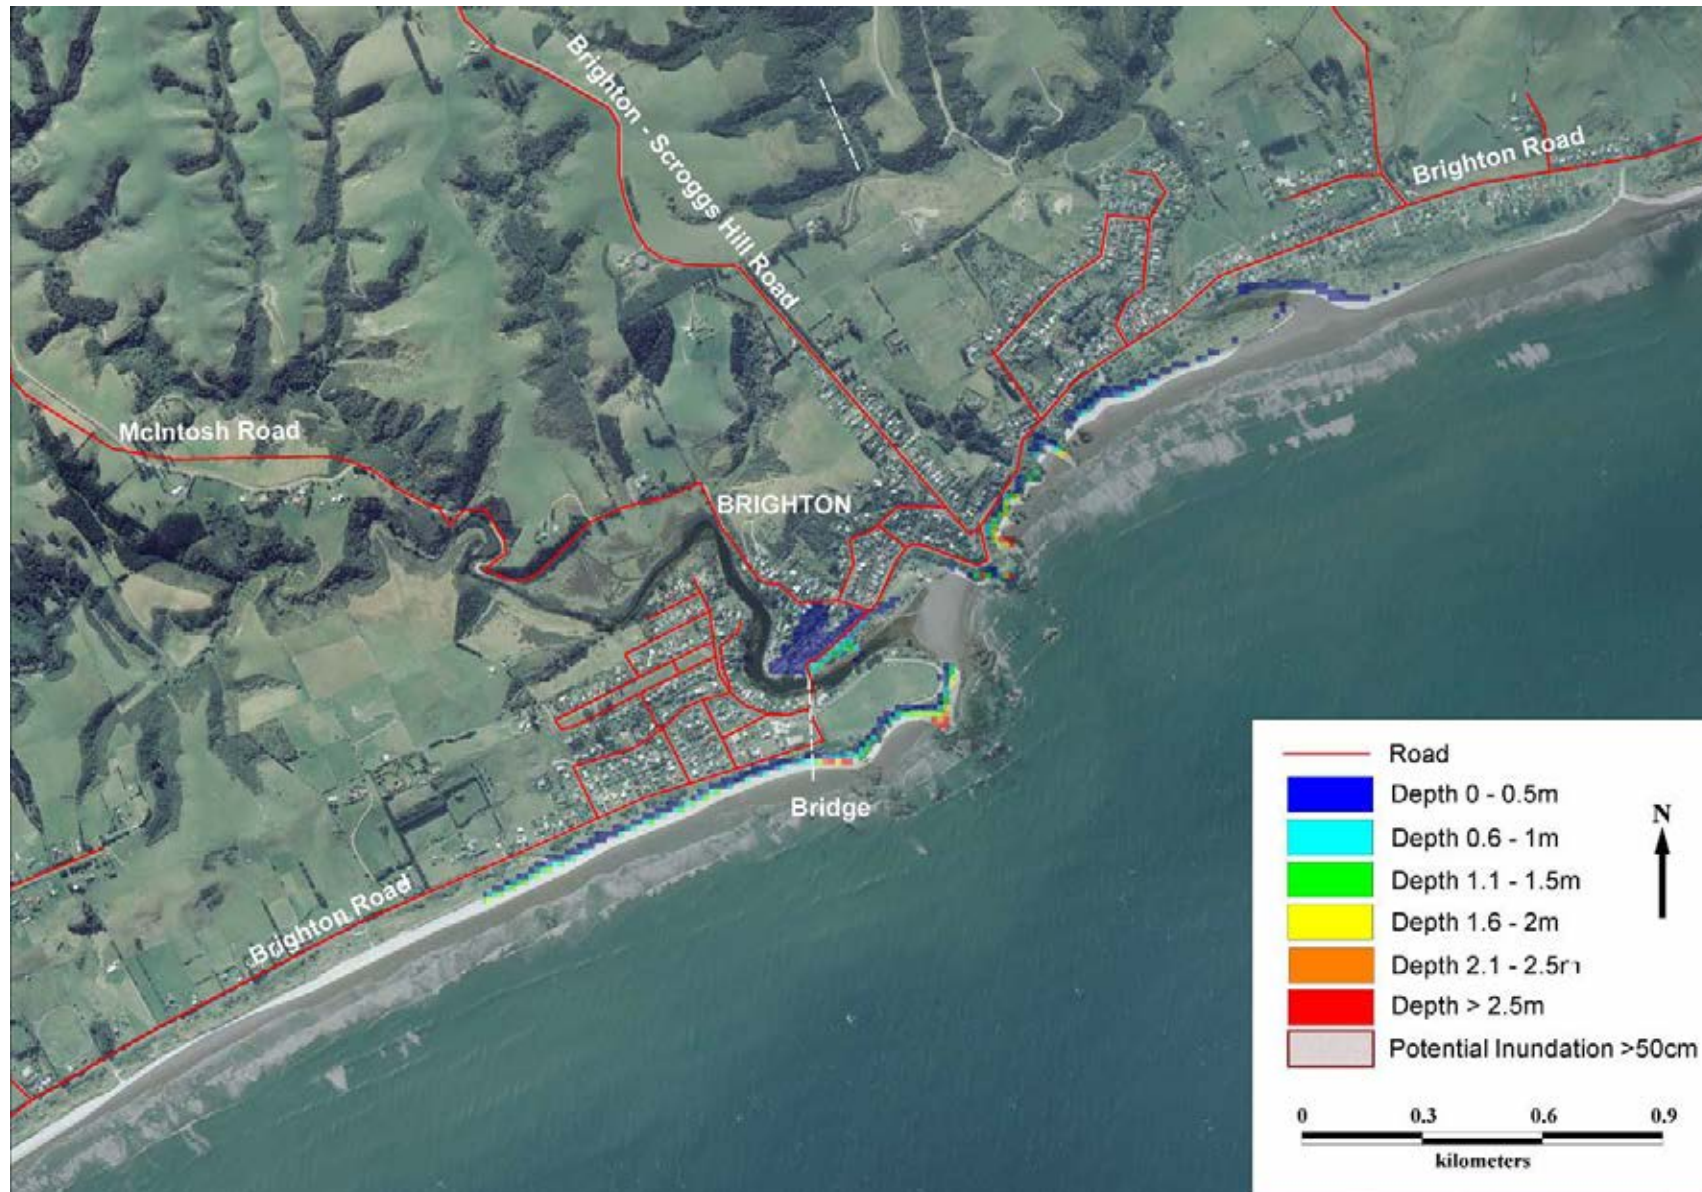 Brighton - Scroggs Hill Road
Brighton Road
McIntosh Road
BRIGHTON
Bridge
Brighton Road
Road
Depth 0 - 0.5m
Depth 0.6 - 1m
Depth 1.1 - 1.5m
Depth 1.6 - 2m
Depth 2.1 - 2.5m
Depth > 2.5m
Potential Inundation >50cm
N
0 0.3 0.6 0.9
kilometers